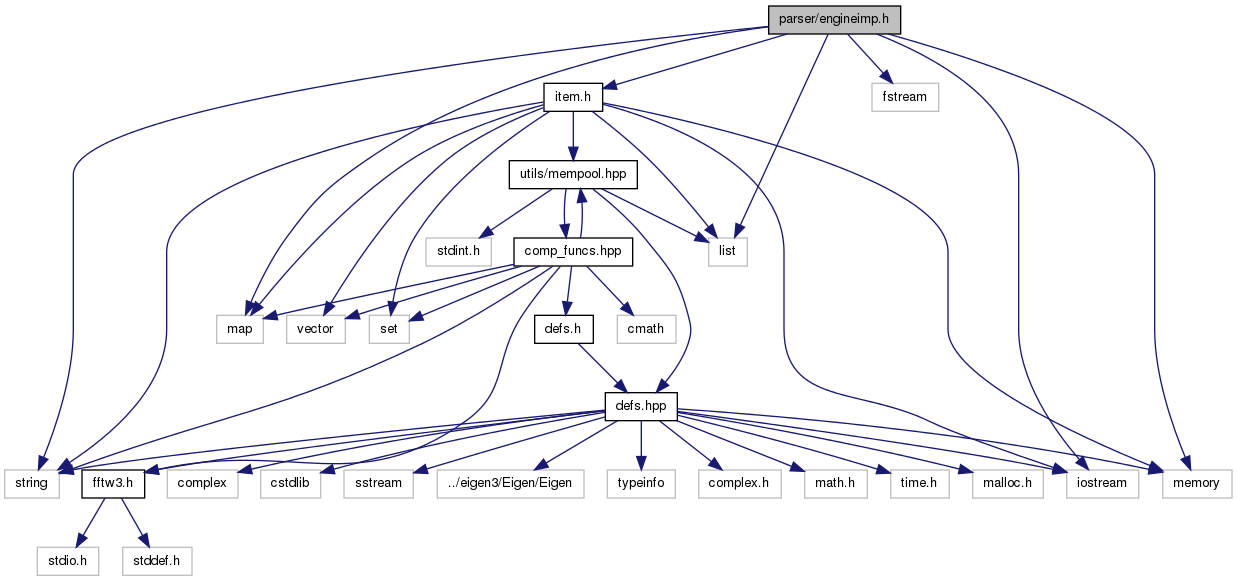 parser/engineimp.h
item.h
fstream
utils/mempool.hpp
stdint.h
comp_funcs.hpp
list
map
vector
set
defs.h
cmath
defs.hpp
string
fftw3.h
complex
cstdlib
sstream
../eigen3/Eigen/Eigen
typeinfo
complex.h
math.h
time.h
malloc.h
iostream
memory
stdio.h
stddef.h